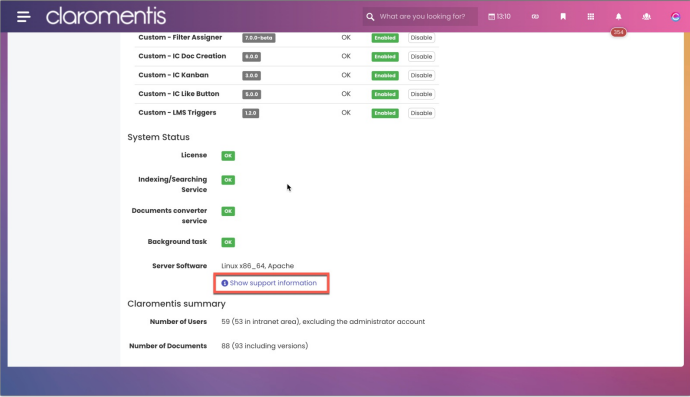 claromentis What are you looking for? 13:10
354
Custom - Filter Assigner 7.0.0-beta OK Enabled Disable
Custom - IC Doc Creation 6.0.0 OK Enabled Disable
Custom - IC Kanban 3.0.0 OK Enabled Disable
Custom - IC Like Button 5.0.0 OK Enabled Disable
Custom - LMS Triggers 1.2.0 OK Enabled Disable
System Status
License OK
Indexing/Searching
Service OK
Documents converter
service OK
Background task OK
Server Software Linux x86_64, Apache
Show support information
Claromentis summary
Number of Users 59 (53 in intranet area), excluding the administrator account
Number of Documents 88 (93 including versions)